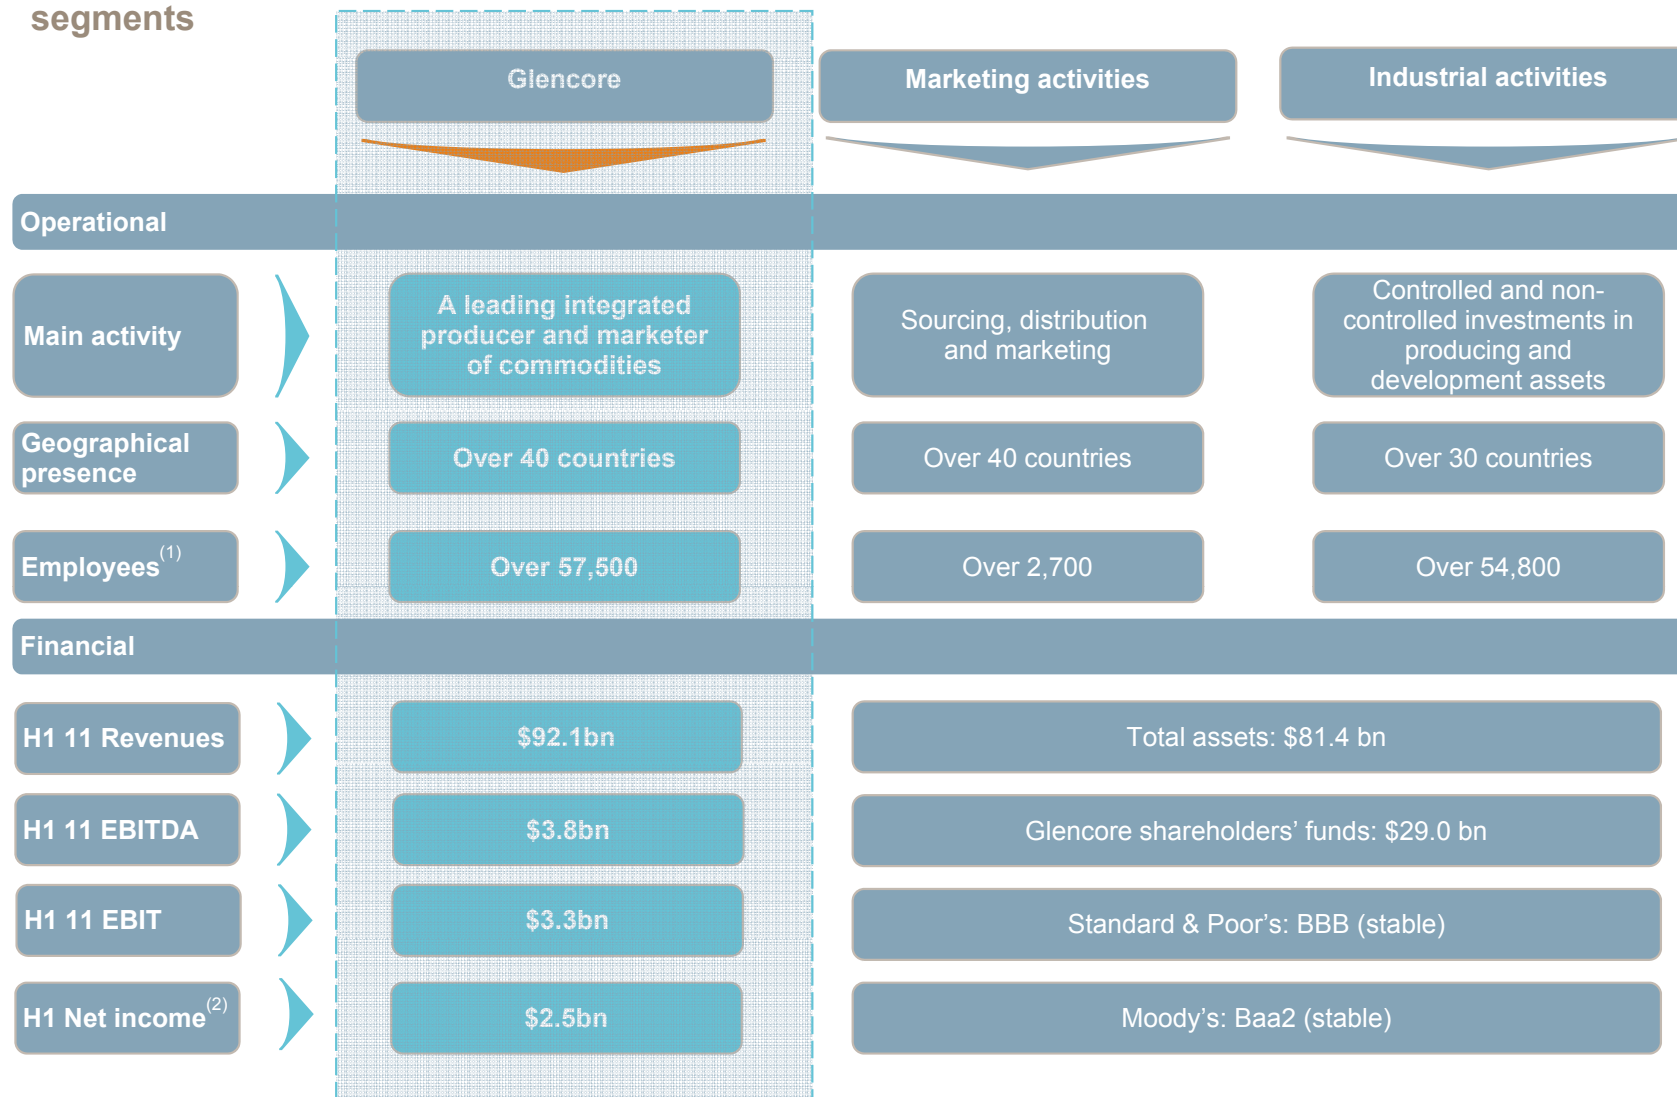 segments
Glencore
Marketing activities
Industrial activities
Operational
Main activity
A leading integrated
producer and marketer
of commodities
Sourcing, distribution
and marketing
Controlled and non-
controlled investments in
producing and
development assets
Geographical
presence
Over 40 countries
Over 40 countries
Over 30 countries
Employees(1)
Over 57,500
Over 2,700
Over 54,800
Financial
H1 11 Revenues
$92.1bn
Total assets: $81.4 bn
H1 11 EBITDA
$3.8bn
Glencore shareholders’ funds: $29.0 bn
H1 11 EBIT
$3.3bn
Standard & Poor’s: BBB (stable)
H1 Net income(2)
$2.5bn
Moody’s: Baa2 (stable)